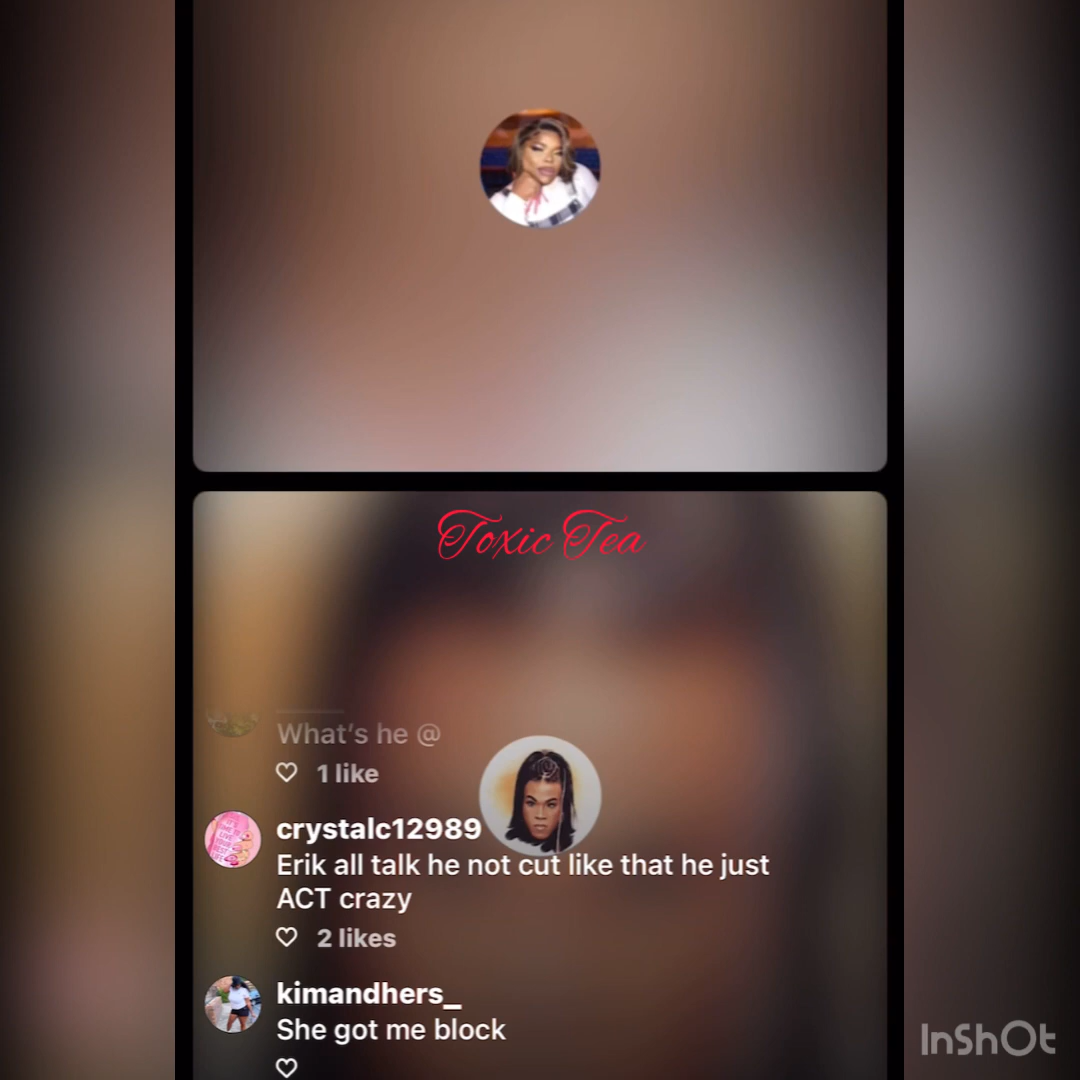 Toxic Tea
What's he @
1 like
crystalc12989
Erik all talk he not cut like that he just
ACT crazy
2 likes
kimandhers_
She got me block
InShOt